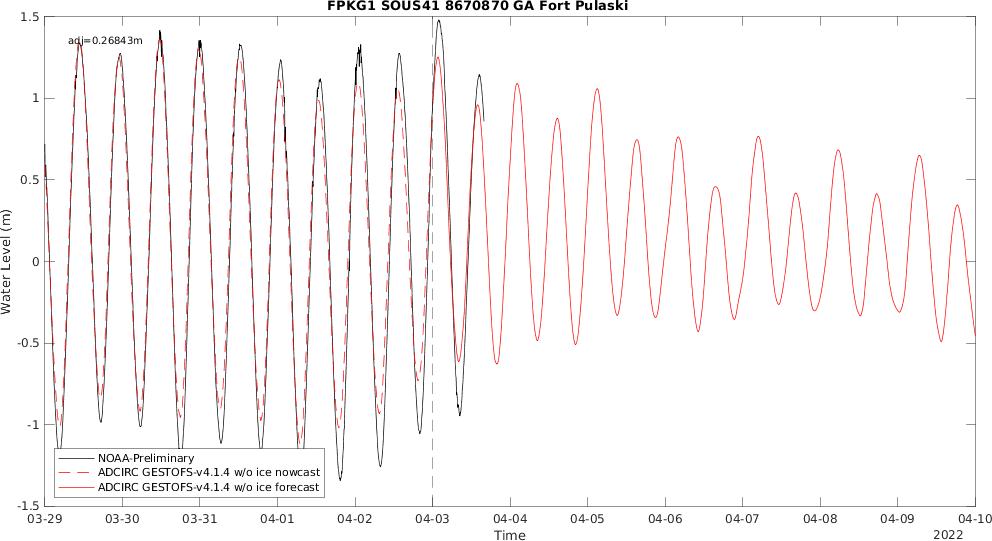 FPKG1 SOUS41 8670870 GA Fort Pulaski
adj=0.26843m
1.5
1
0.5
0
-0.5
-1
-1.5
Water Level (m)
NOAA-Preliminary
ADCIRC GESTOFS-v4.1.4 w/o ice nowcast
ADCIRC GESTOFS-v4.1.4 w/o ice forecast
03-29 03-30 03-31 04-01 04-02 04-03 04-04 04-05 04-06 04-07 04-08 04-09 04-10
Time
2022